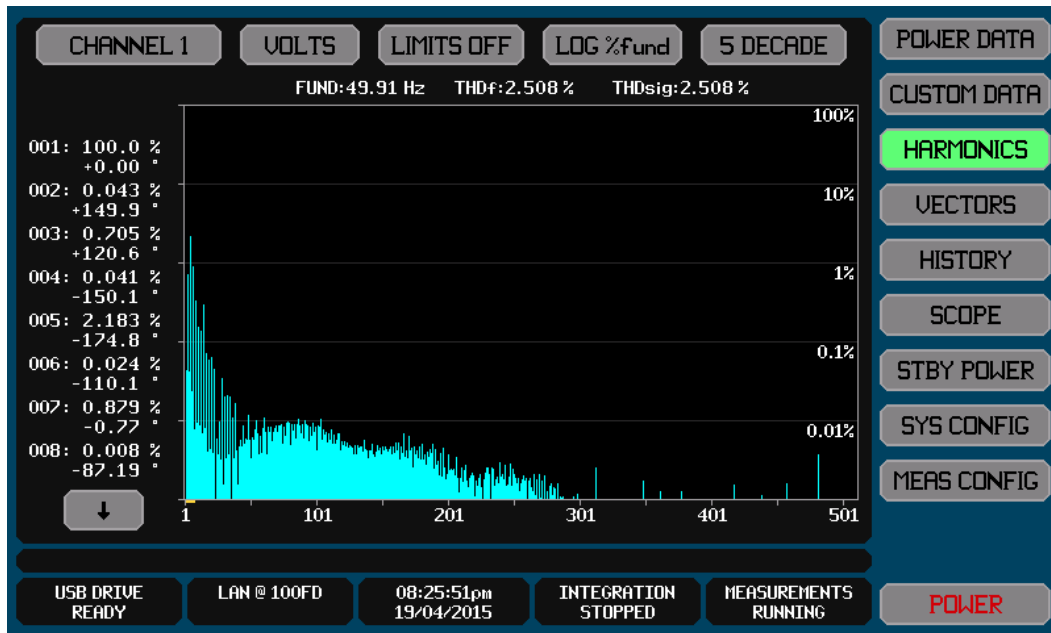 CHANNEL 1 VOLTS LIMITS OFF LOG %fund 5 DECADE
FUND:49.91 Hz THDf:2.508 % THDsig:2.508 %
001: 100.0 %
+0.00 °
002: 0.043 %
+149.9 °
003: 0.705 %
+120.6 °
004: 0.041 %
-150.1 °
005: 2.183 %
-174.8 °
006: 0.024 %
-110.1 °
007: 0.879 %
-0.77 °
008: 0.008 %
-87.19 °
↓
100%
10%
1%
0.1%
0.01%
1 101 201 301 401 501
POWER DATA
CUSTOM DATA
HARMONICS
VECTORS
HISTORY
SCOPE
STBY POWER
SYS CONFIG
MEAS CONFIG
USB DRIVE
READY
LAN @ 100FD
08:25:51pm
19/04/2015
INTEGRATION
STOPPED
MEASUREMENTS
RUNNING
POWER